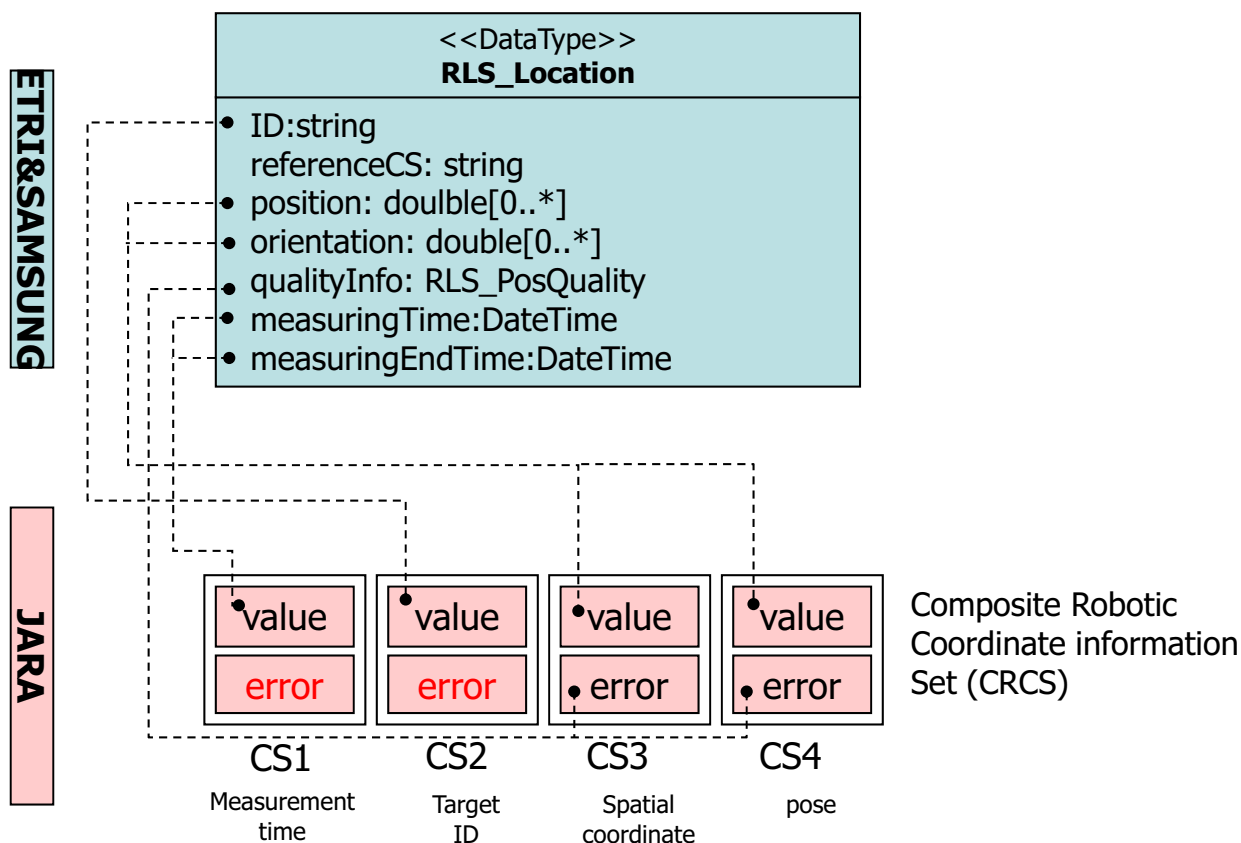 ETRI&SAMSUNG
<<DataType>>
RLS_Location
ID:string
referenceCS: string
position: doulble[0..*]
orientation: double[0..*]
qualityInfo: RLS_PosQuality
measuringTime:DateTime
measuringEndTime:DateTime
JARA
value value value value
error error error error
Composite Robotic
Coordinate information
Set (CRCS)
CS1 CS2 CS3 CS4
Measurement
time
Target
ID
Spatial
coordinate
pose